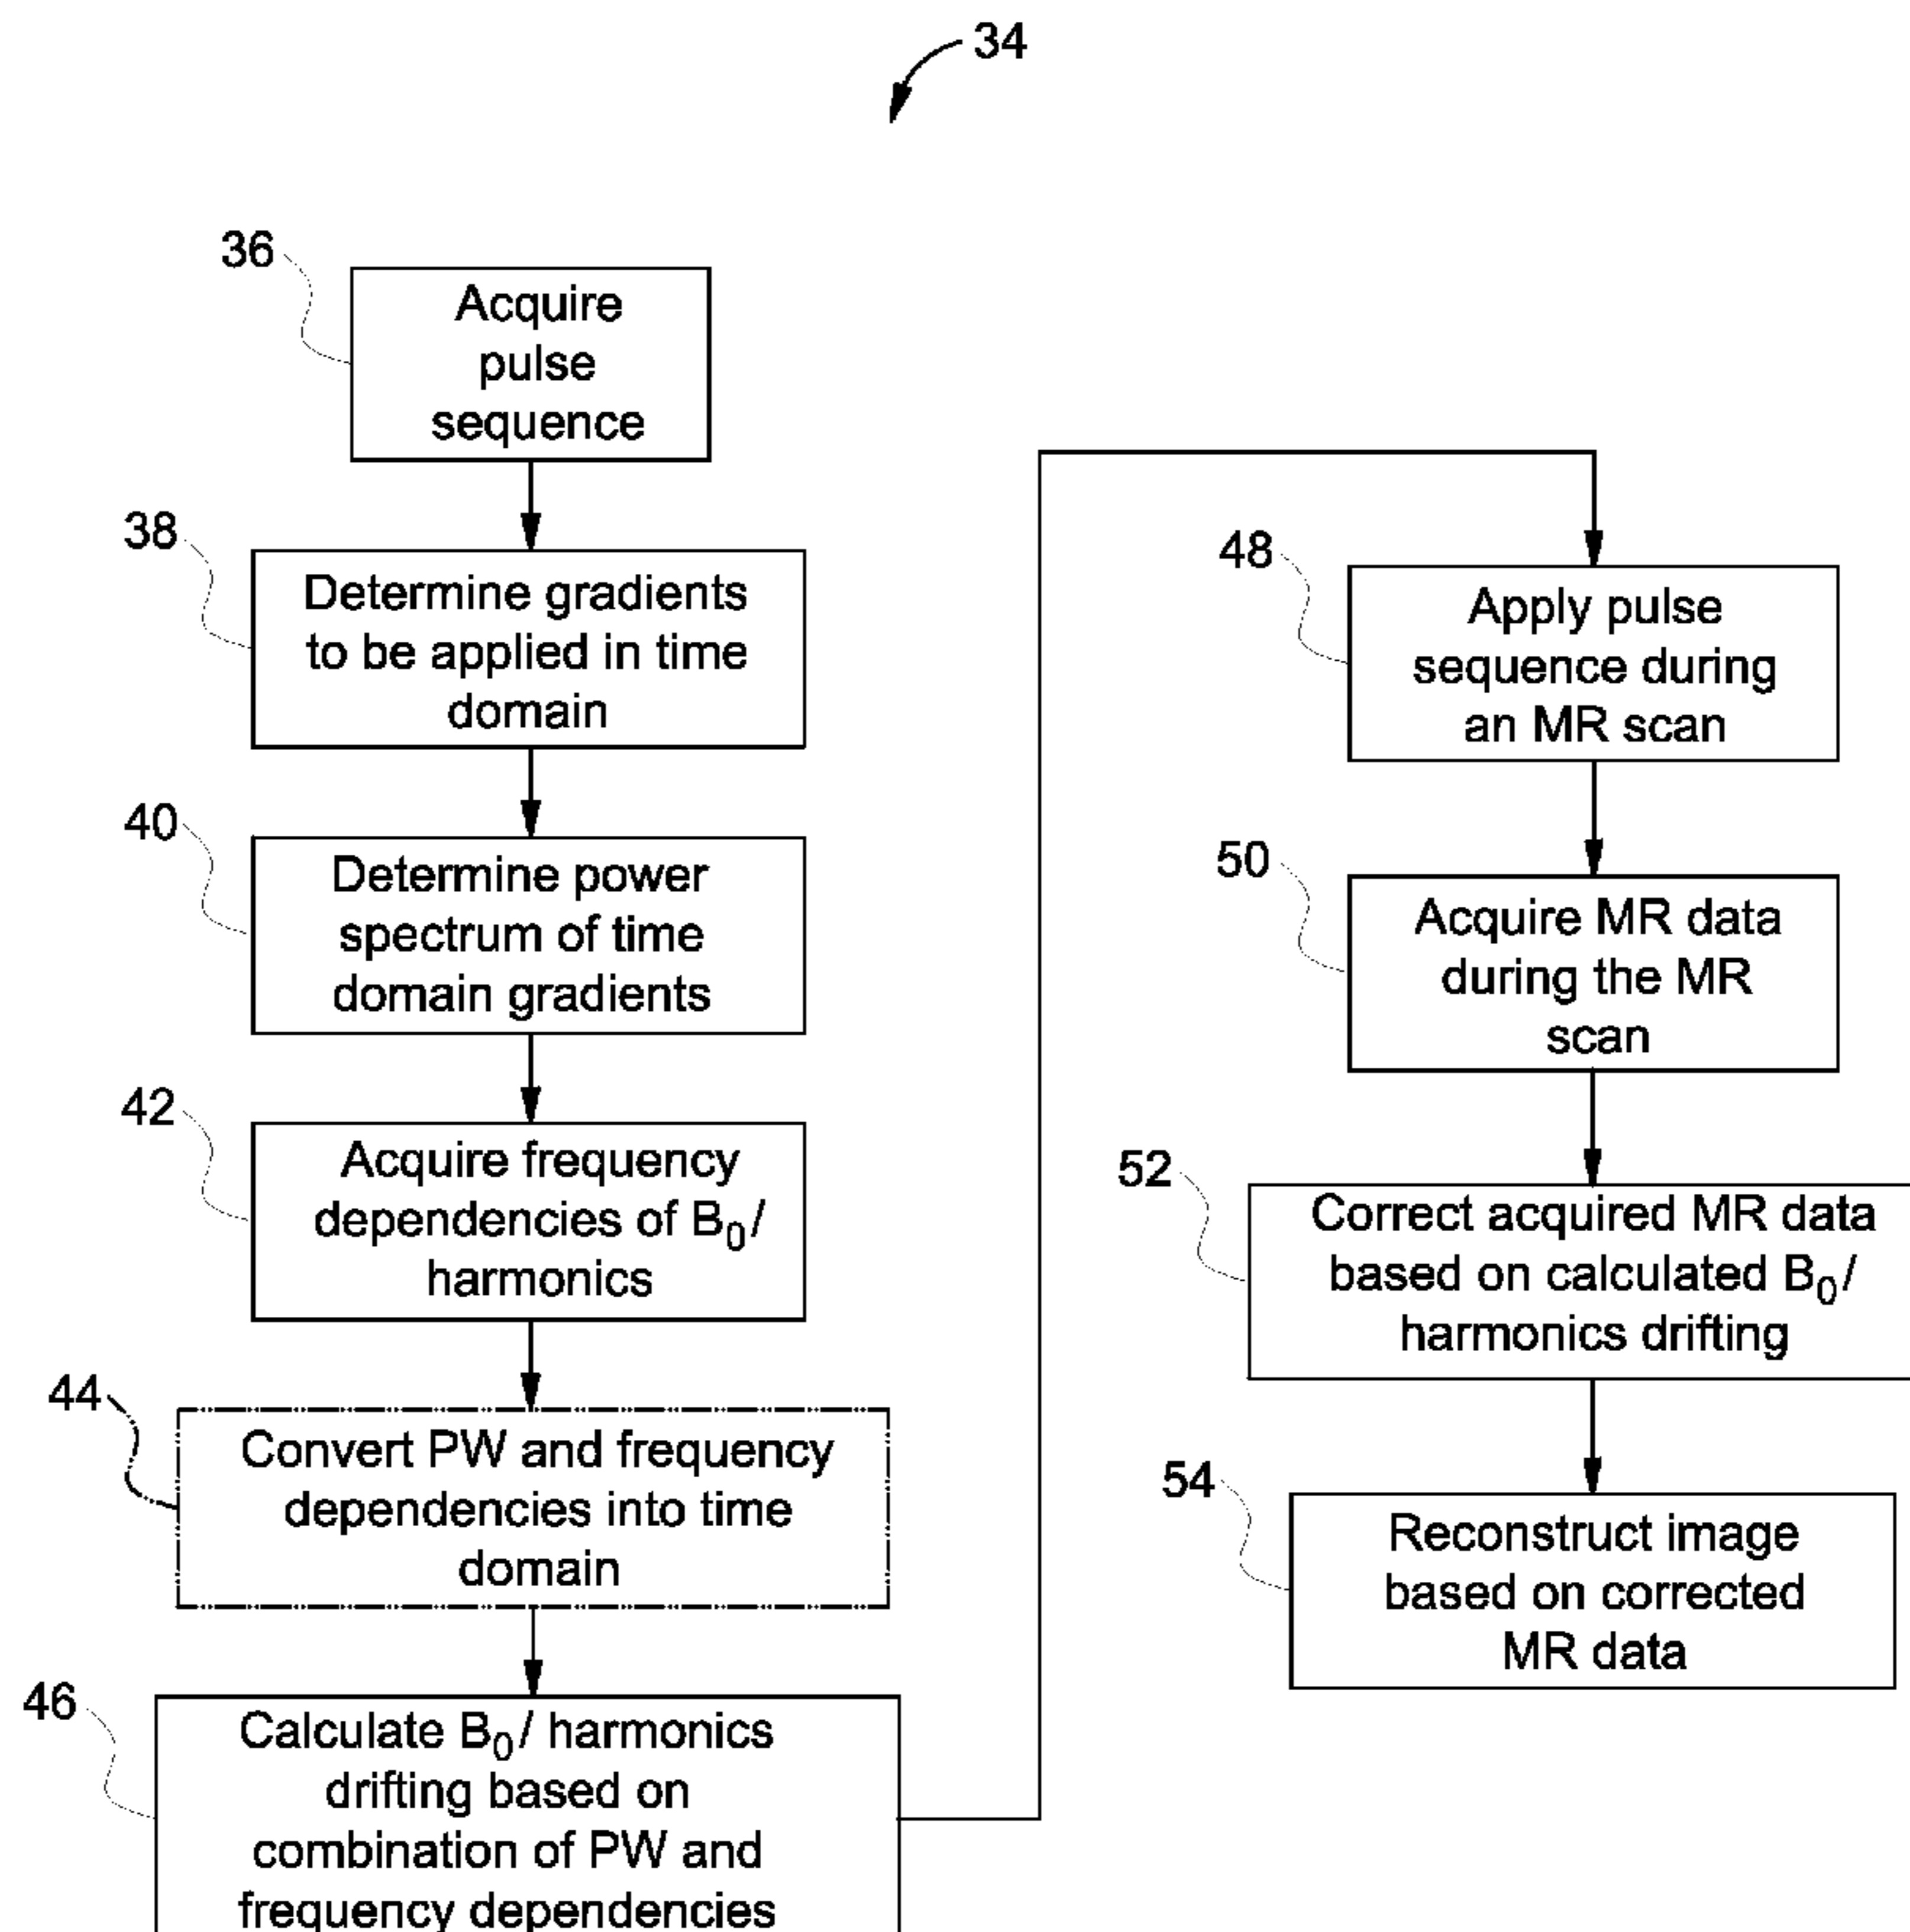 34
36
Acquire
pulse
sequence
38
Determine gradients
to be applied in time
domain
40
Determine power
spectrum of time
domain gradients
42
Acquire frequency
dependencies of B₀/
harmonics
44
Convert PW and frequency
dependencies into time
domain
46
Calculate B₀/ harmonics
drifting based on
combination of PW and
frequency dependencies
48
Apply pulse
sequence during
an MR scan
50
Acquire MR data
during the MR
scan
52
Correct acquired MR data
based on calculated B₀/
harmonics drifting
54
Reconstruct image
based on corrected
MR data